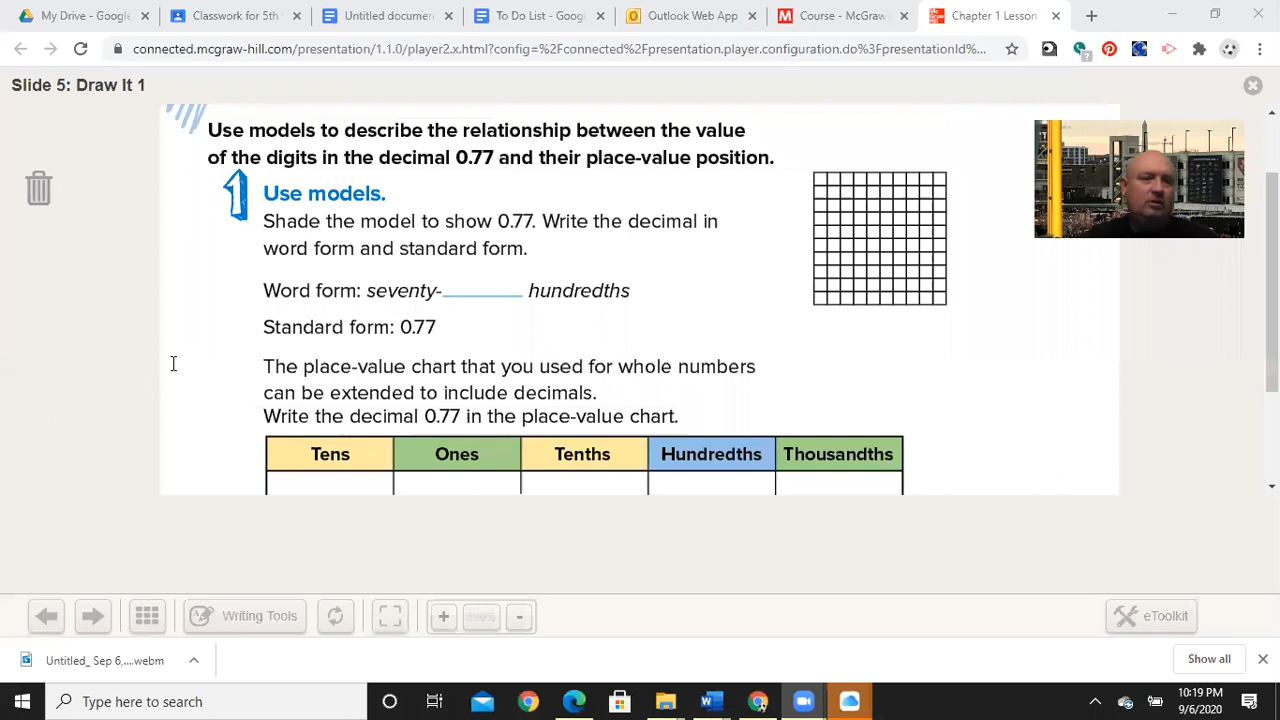 My Drive - Google
Classwork for 5th
Untitled documen
To Do List - Goog
Outlook Web App
Course - McGraw
Chapter 1 Lesson
connected.mcgraw-hill.com/presentation/1.1.0/player2.x.html?config=%2Fconnected%2Fpresentation.player.configuration.do%3FpresentationId%...
Slide 5: Draw It 1
Use models to describe the relationship between the value
of the digits in the decimal 0.77 and their place-value position.
1 Use models.
Shade the model to show 0.77. Write the decimal in
word form and standard form.
Word form: seventy-________ hundredths
Standard form: 0.77
The place-value chart that you used for whole numbers
can be extended to include decimals.
Write the decimal 0.77 in the place-value chart.
Tens Ones Tenths Hundredths Thousandths
Writing Tools
+ -
eToolkit
Untitled_ Sep 6,....webm
Show all
Type here to search
10:19 PM
9/6/2020